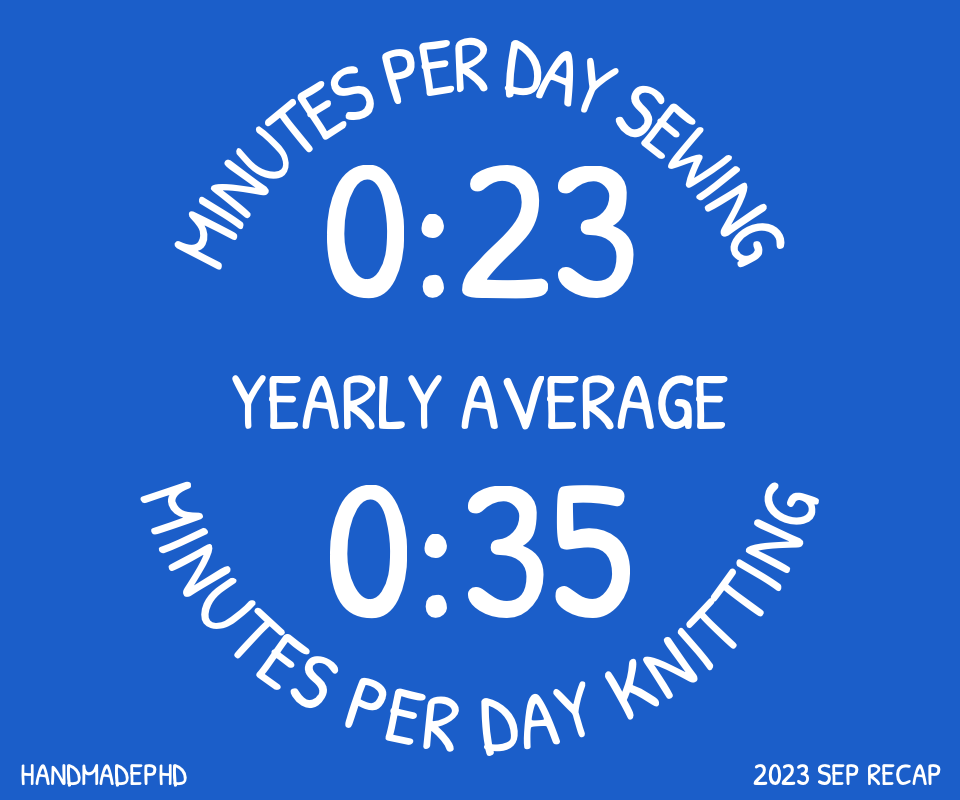 MINUTES PER DAY SEWING
0:23
YEARLY AVERAGE
0:35
MINUTES PER DAY KNITTING
HANDMADEPHD
2023 SEP RECAP